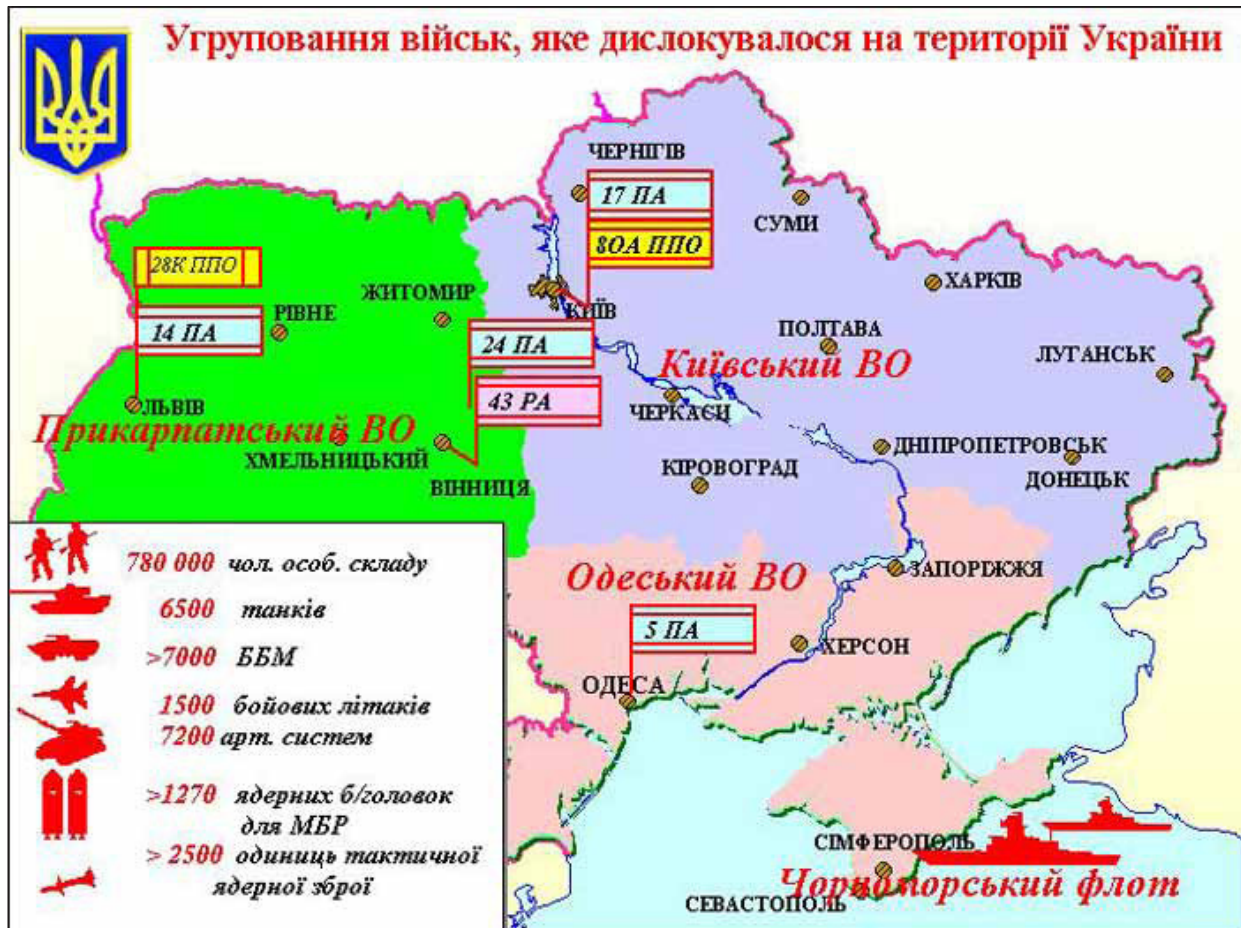 Угруповання військ, яке дислокувалося на території України
ЧЕРНІГІВ
17 ПА
8ОА ППО
СУМИ
28К ППО
14 ПА
РІВНЕ
ЖИТОМИР
КИЇВ
ХАРКІВ
24 ПА
43 РА
ПОЛТАВА
Київський ВО
ЛУГАНСЬК
ЧЕРКАСИ
ЛЬВІВ
Прикарпатський ВО
ХМЕЛЬНИЦЬКИЙ
ВІННИЦЯ
КІРОВОГРАД
ДНІПРОПЕТРОВСЬК
ДОНЕЦЬК
Одеський ВО
ЗАПОРІЖЖЯ
5 ПА
ХЕРСОН
ОДЕСА
780 000 чол. особ. складу
6500 танків
>7000 ББМ
1500 бойових літаків
7200 арт. систем
>1270 ядерних б/головок
для МБР
> 2500 одиниць тактичної
ядерної зброї
СІМФЕРОПОЛЬ
Чорноморський флот
СЕВАСТОПОЛЬ